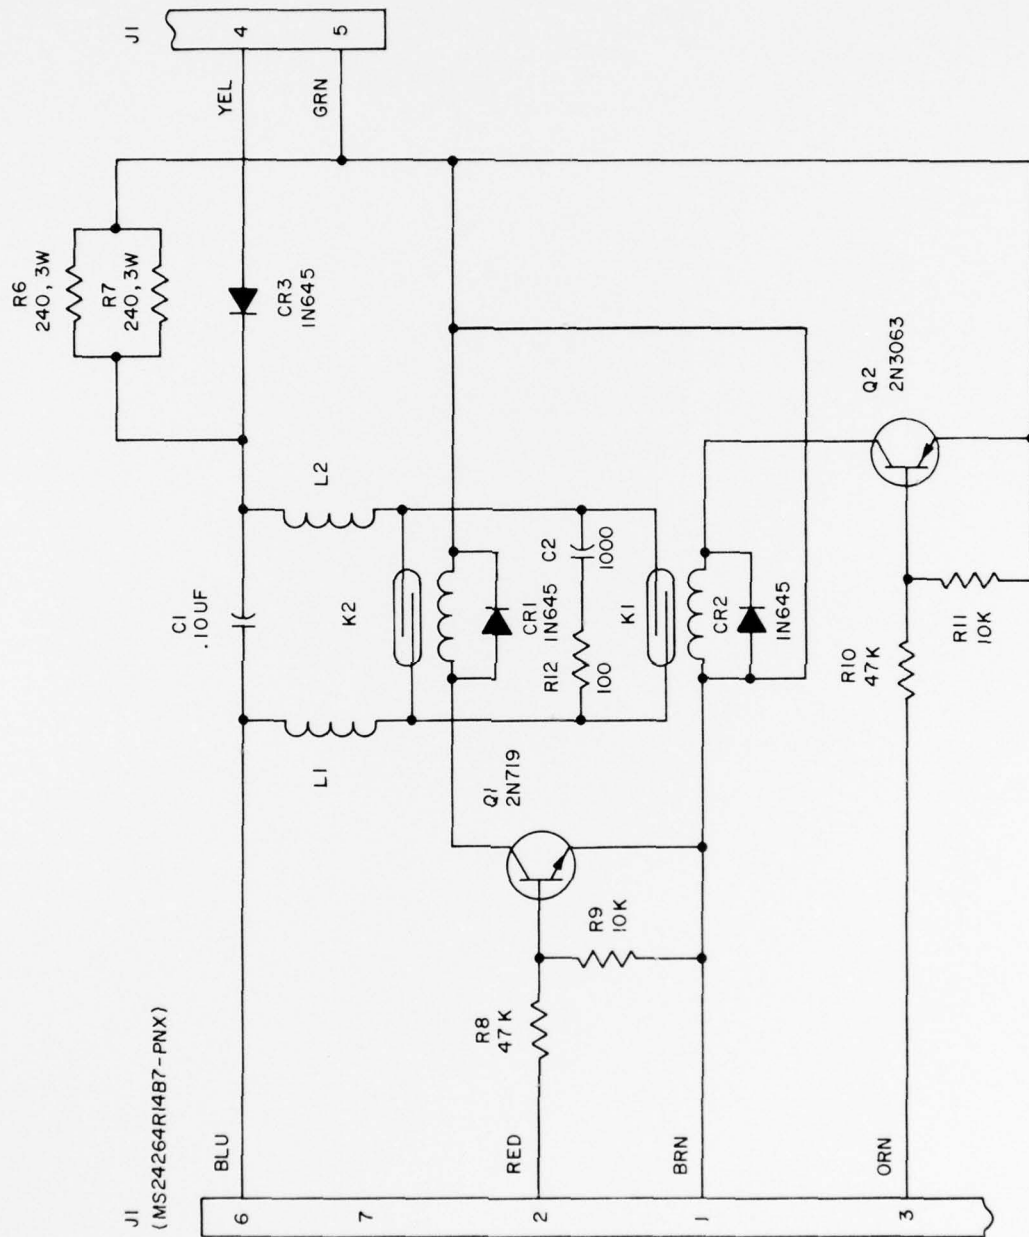 J1
4
5
YEL
GRN
R6
240, 3W
R7
240, 3W
CR3
1N645
Q2
2N3063
C1
.10UF
L2
K2
CR1
1N645
C2
1000
R12
100
K1
CR2
1N645
R10
47K
R11
10K
L1
Q1
2N719
R9
10K
R8
47K
J1
(MS24264R14B7-PNX)
BLU
RED
BRN
ORN
6
7
2
1
3